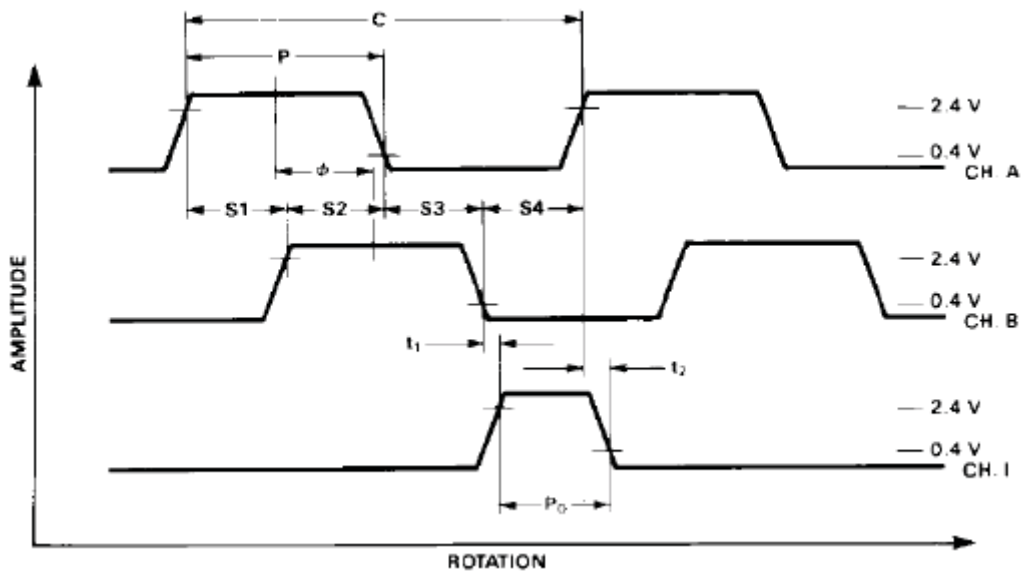 C
P
2.4 V
0.4 V
CH. A
ϕ
S1 S2 S3 S4
2.4 V
0.4 V
CH. B
t₁
t₂
2.4 V
0.4 V
CH. I
P₀
AMPLITUDE
ROTATION